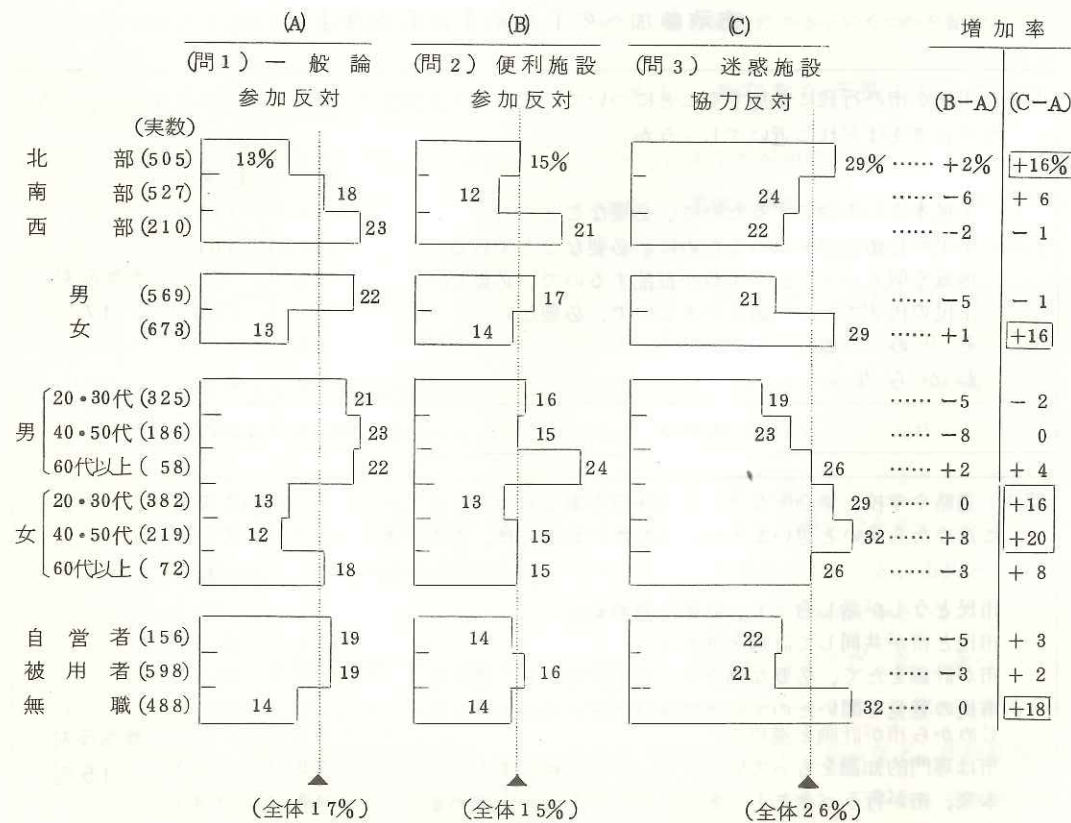 (A) (B) (C) 増加率
(問1) 一般論 (問2) 便利施設 (問3) 迷惑施設
参加反対 参加反対 協力反対 (B-A) (C-A)
(実数)
北部(505) 13% 15% 29% …… +2% +16%
南部(527) 18 12 24 ……-6 + 6
西部(210) 23 21 22 ……-2 - 1
男 (569) 22 17 21 ……-5 - 1
女 (673) 13 14 29 ……+1 +16
男
20・30代(325) 21 16 19 ……-5 - 2
40・50代(186) 23 15 23 ……-8 0
60代以上( 58) 22 24 26 ……+2 + 4
女
20・30代(382) 13 13 29 …… 0 +16
40・50代(219) 12 15 32 ……+3 +20
60代以上( 72) 18 15 26 ……-3 + 8
自営者(156) 19 14 22 ……-5 + 3
被用者(598) 19 16 21 ……-3 + 2
無職(488) 14 14 32 …… 0 +18
(全体17%) (全体15%) (全体26%)